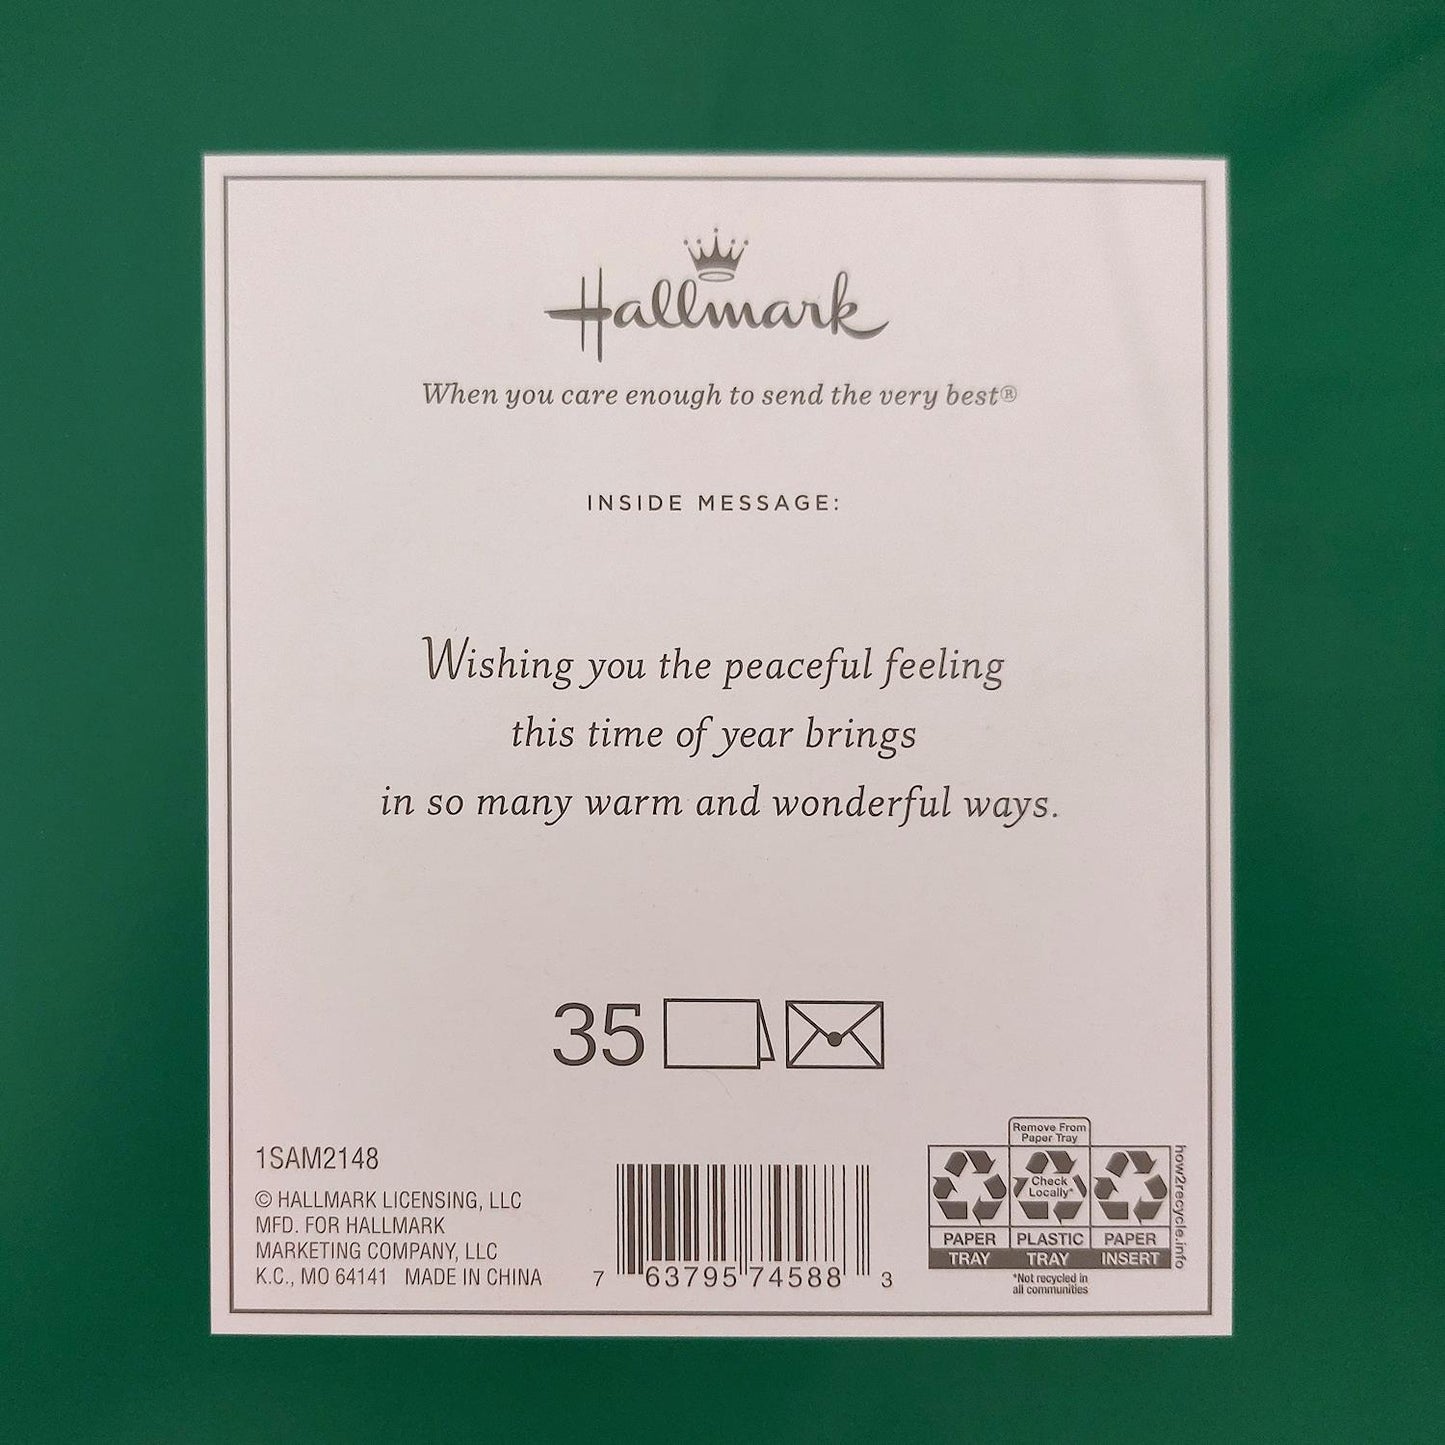 Hallmark
When you care enough to send the very best®
INSIDE MESSAGE:
Wishing you the peaceful feeling
this time of year brings
in so many warm and wonderful ways.
35
1SAM2148
© HALLMARK LICENSING, LLC
MFD. FOR HALLMARK
MARKETING COMPANY, LLC
K.C., MO 64141 MADE IN CHINA
7 63795 74588 3
Remove From
Paper Tray
Check
Locally*
PAPER PLASTIC PAPER
TRAY TRAY INSERT
*Not recycled in
all communities
how2recycle.info